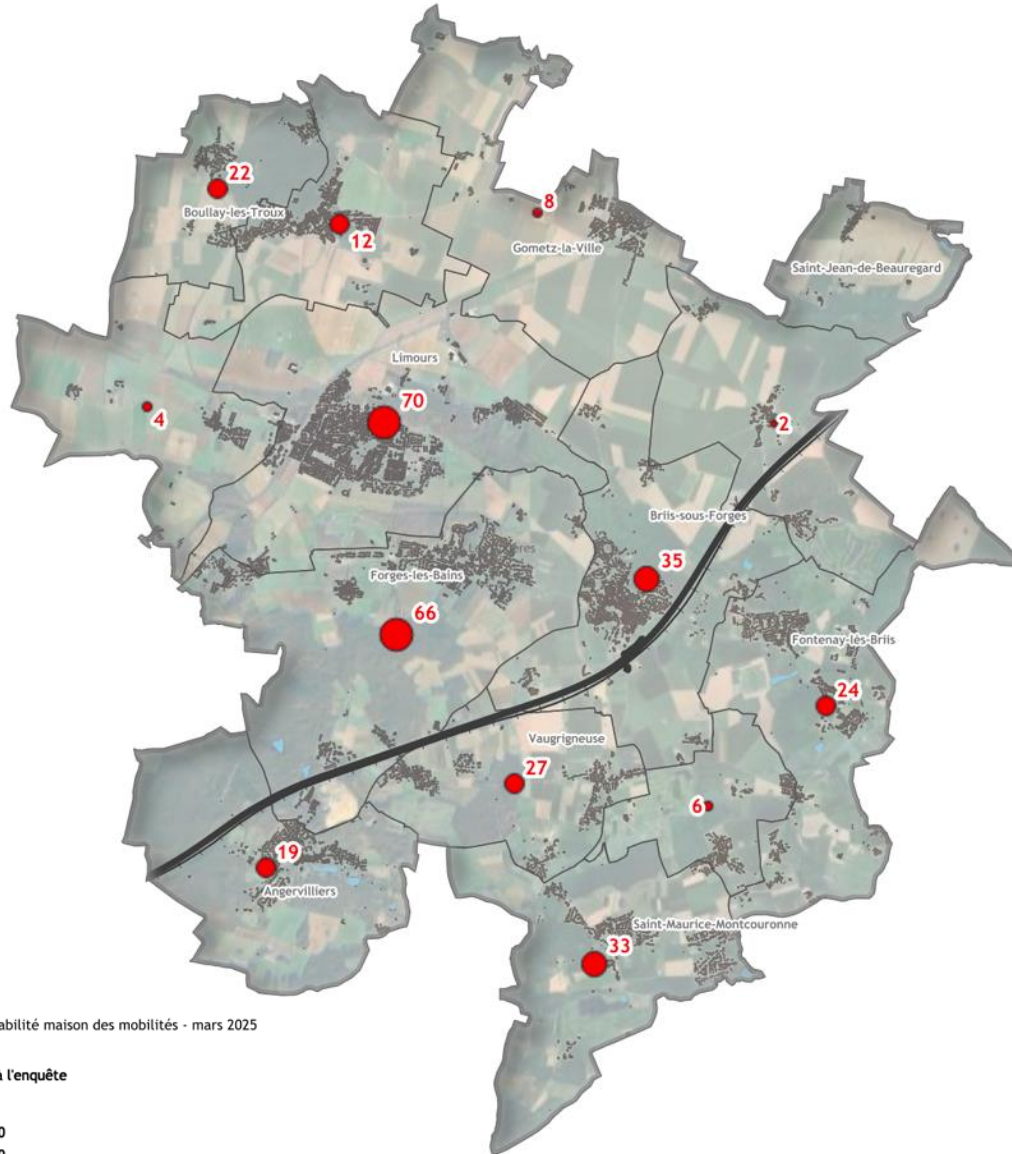 22
Boullay-les-Troux
12
8
Gometz-la-Ville
Saint-Jean-de-Beauregard
Limours
70
4
2
Briis-sous-Forges
35
Forges-les-Bains
66
Fontenay-lès-Briis
24
Vaugrigneuse
27
6
19
Angervilliers
Saint-Maurice-Montcouronne
33
maison des mobilités - mars 2025
à l'enquête